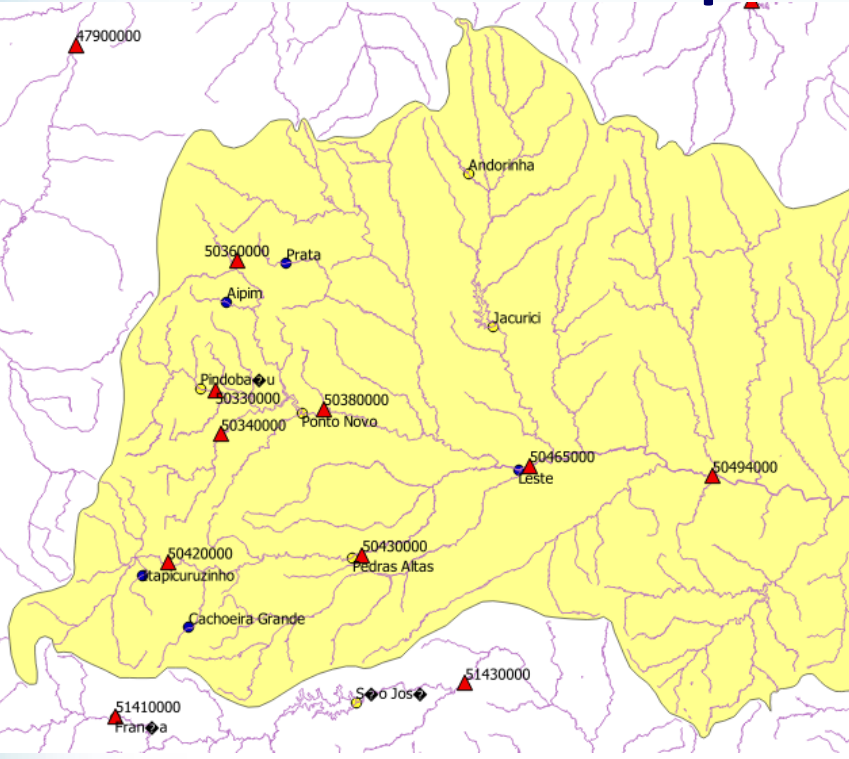 47900000
Andorinha
50360000
Prata
Aipim
Jacurici
Pindoba�u
50330000
50380000
Ponto Novo
50340000
50465000
Leste
50494000
50420000
Itapicuruzinho
50430000
Pedras Altas
Cachoeira Grande
51430000
S�o Jos�
51410000
Fran�a